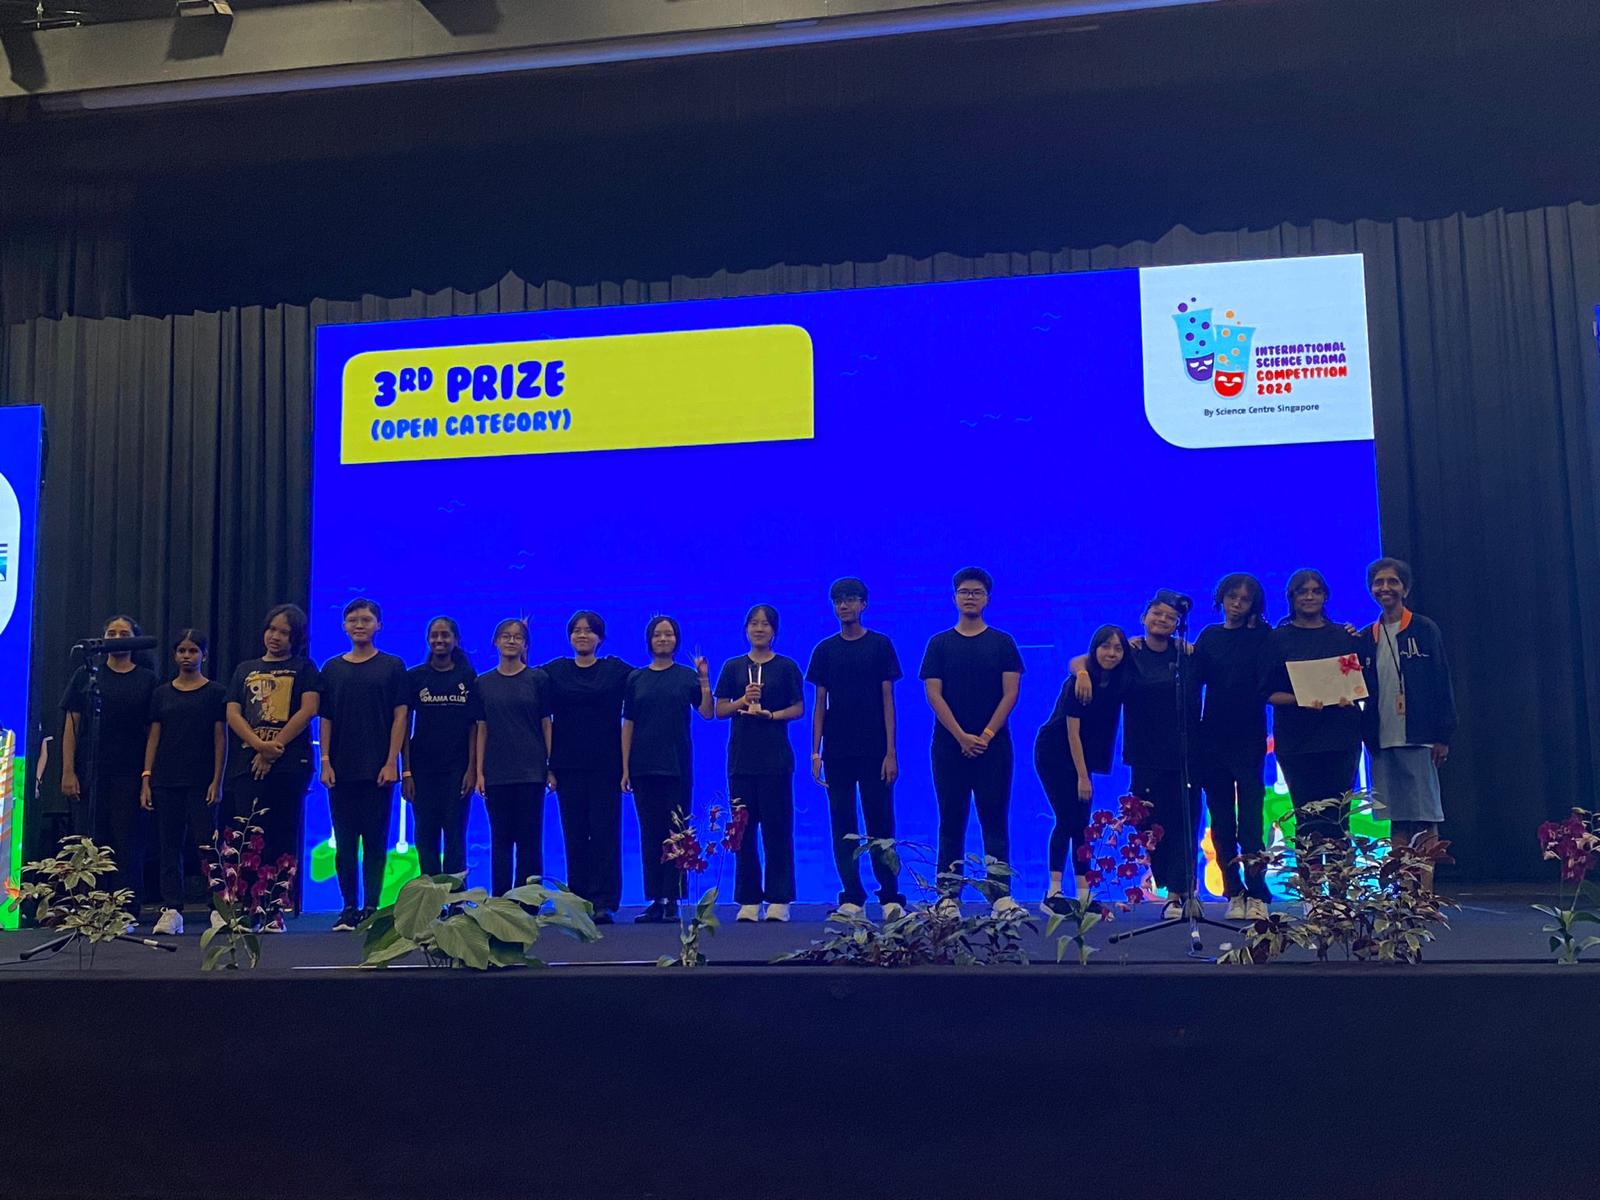 3RD PRIZE
(OPEN CATEGORY)
INTERNATIONAL
SCIENCE DRAMA
COMPETITION
2024
By Science Centre Singapore
DRAMA CLUB